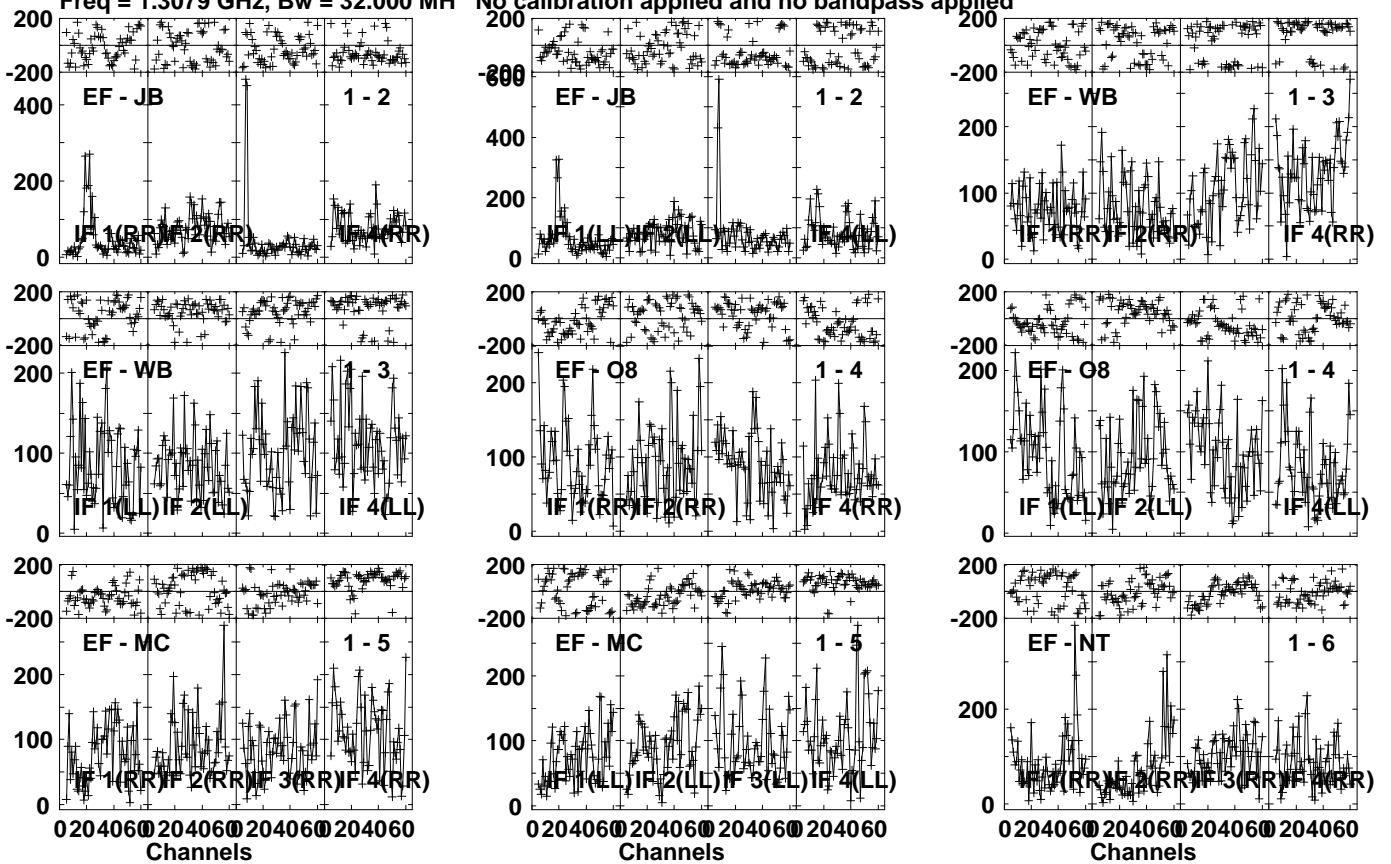 Freq = 1.3079 GHz, Bw = 32.000 MH No calibration applied and no bandpass applied
200 200 200
-200 -200 -200
EF - JB 1 - 2 600 EF - JB 1 - 2 EF - WB 1 - 3
400 400 200
200 200 100
IF 1(RR) IF 2(RR) IF 4(RR) IF 1(LL) IF 2(LL) IF 4(LL) IF 1(RR) IF 2(RR) IF 4(RR)
0 0 0
200 200 200
-200 -200 -200
EF - WB 1 - 3 EF - O8 1 - 4 EF - O8 1 - 4
200 200 200
100 100 100
IF 1(LL) IF 2(LL) IF 4(LL) IF 1(RR) IF 2(RR) IF 4(RR) IF 1(LL) IF 2(LL) IF 4(LL)
0 0 0
200 200 200
-200 -200 -200
EF - MC 1 - 5 EF - MC 1 - 5 EF - NT 1 - 6
200 200 200
100 100
IF 1(RR) IF 2(RR) IF 3(RR) IF 4(RR) IF 1(LL) IF 2(LL) IF 3(LL) IF 4(LL) IF 1(RR) IF 2(RR) IF 3(RR) IF 4(RR)
0 0 0
0 20 40 60 0 20 40 60 0 20 40 60 0 20 40 60 0 20 40 60 0 20 40 60 0 20 40 60 0 20 40 60 0 20 40 60 0 20 40 60 0 20 40 60 0 20 40 60
Channels Channels Channels